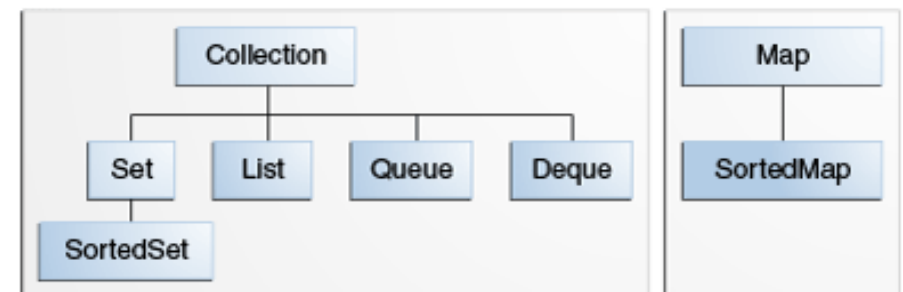 Collection
Map
Set
List
Queue
Deque
SortedMap
SortedSet